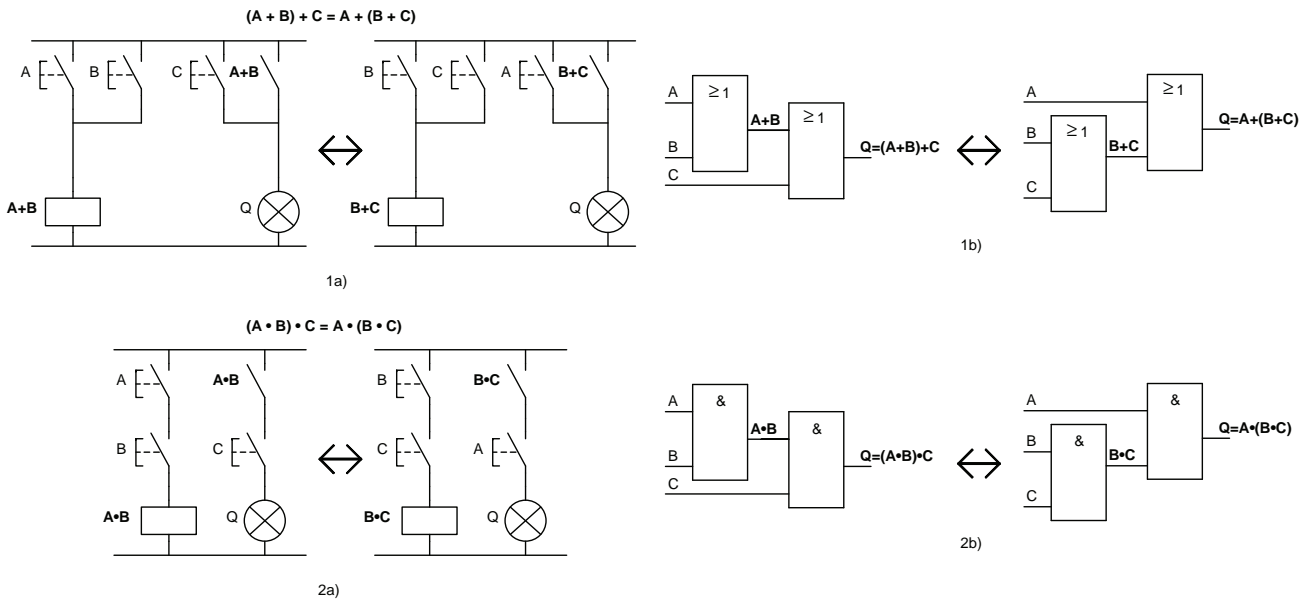 (A + B) + C = A + (B + C)
A B C A+B B C A B+C
A+B Q B+C Q
1a)
A ≥ 1 A ≥ 1
A+B ≥ 1 Q=A+(B+C)
B Q=(A+B)+C B ≥ 1 B+C
C C
1b)
(A • B) • C = A • (B • C)
A A•B B B•C
B C C A
A•B Q B•C Q
2a)
A & A &
A•B & Q=A•(B•C)
B Q=(A•B)•C B & B•C
C C
2b)